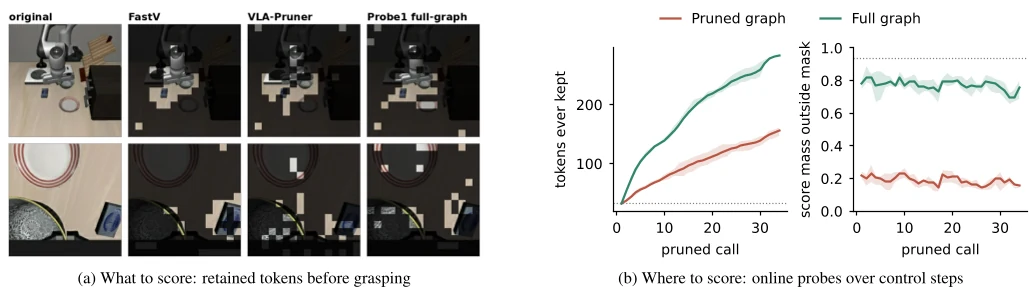 original FastV VLA-Pruner Probe1 full-graph
(a) What to score: retained tokens before grasping
Pruned graph Full graph
tokens ever kept
200
100
0 10 20 30
pruned call
score mass outside mask
1.0
0.8
0.6
0.4
0.2
0.0
0 10 20 30
pruned call
(b) Where to score: online probes over control steps